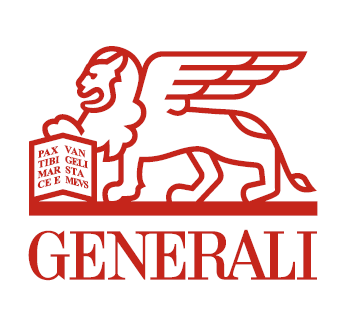 PAX VAN
TIBI GELI
MAR STA
CE E MEVS
GENERALI